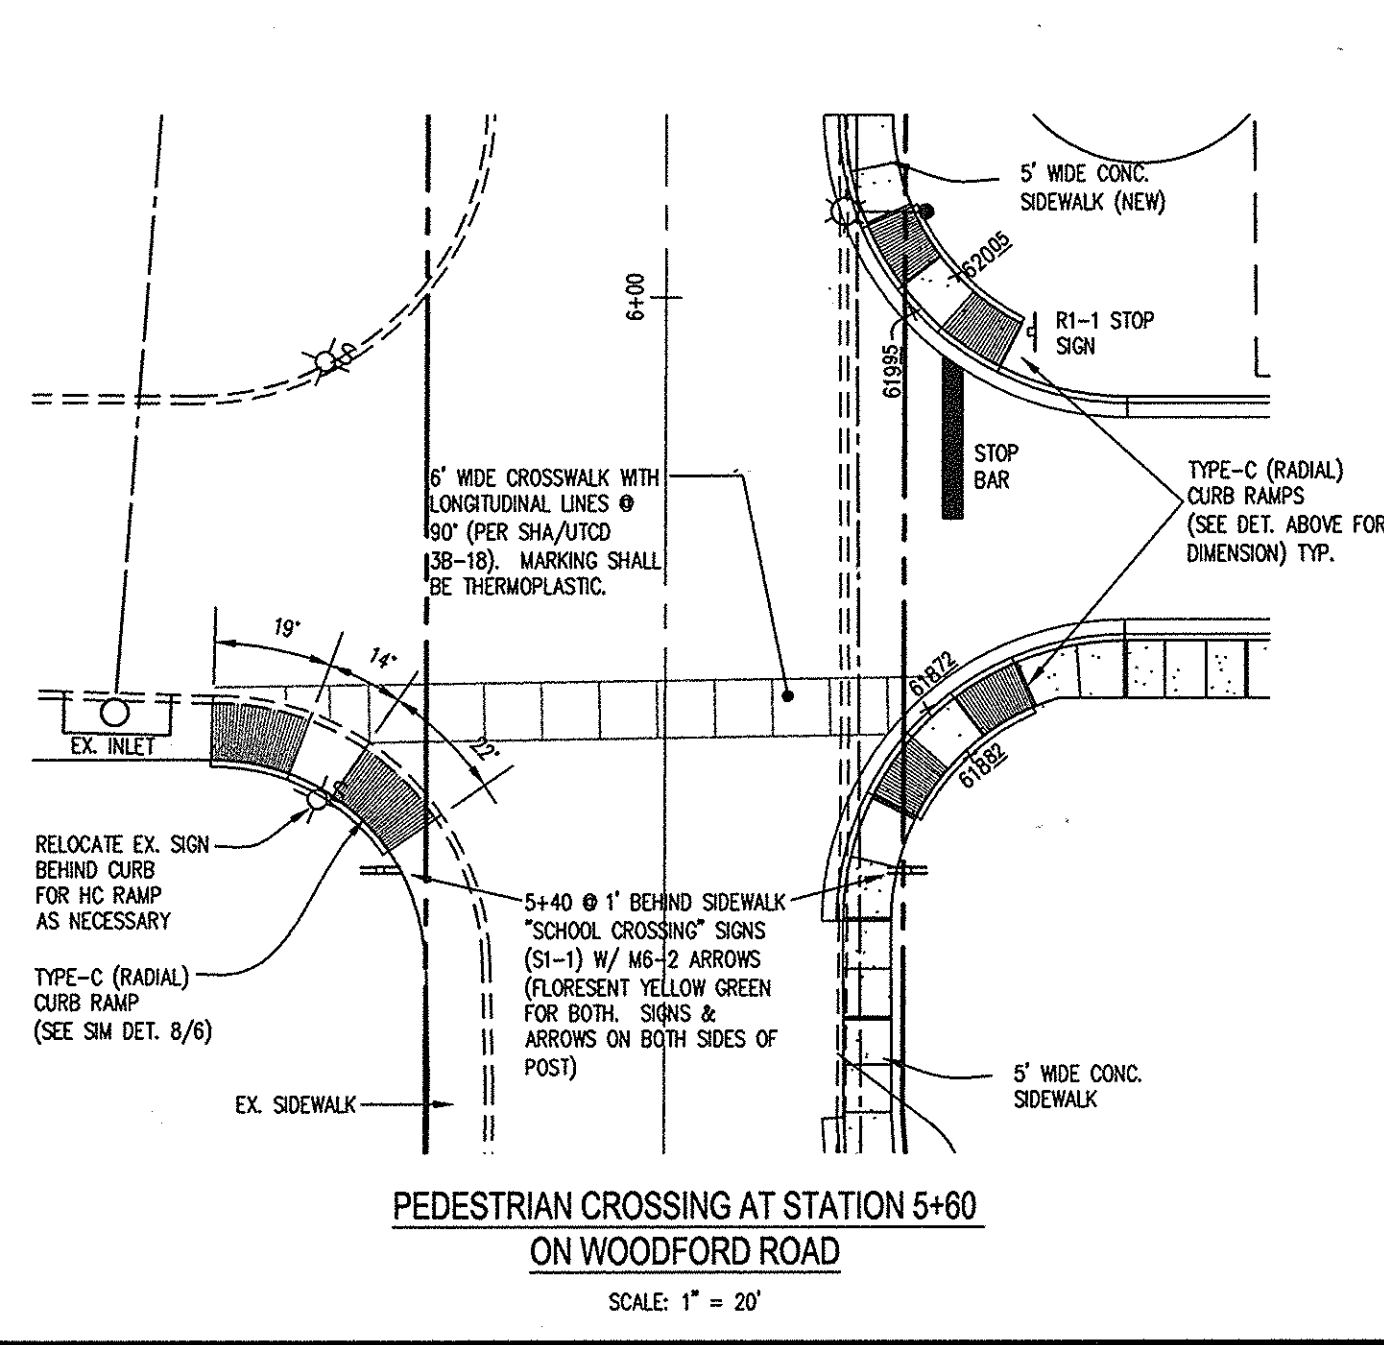 5' WIDE CONC.
SIDEWALK (NEW)
62005
6+00
R1-1 STOP
SIGN
61995
STOP
BAR
6' WIDE CROSSWALK WITH
LONGITUDINAL LINES @
90° (PER SHA/UTCD
3B-18). MARKING SHALL
BE THERMOPLASTIC.
TYPE-C (RADIAL)
CURB RAMPS
(SEE DET. ABOVE FOR
DIMENSION) TYP.
19°
14°
22°
61872
61882
EX. INLET
RELOCATE EX. SIGN
BEHIND CURB
FOR HC RAMP
AS NECESSARY
TYPE-C (RADIAL)
CURB RAMP
(SEE SIM DET. 8/6)
5+40 @ 1' BEHIND SIDEWALK
"SCHOOL CROSSING" SIGNS
(S1-1) W/ M6-2 ARROWS
(FLORESENT YELLOW GREEN
FOR BOTH. SIGNS &
ARROWS ON BOTH SIDES OF
POST)
EX. SIDEWALK
5' WIDE CONC.
SIDEWALK
PEDESTRIAN CROSSING AT STATION 5+60
ON WOODFORD ROAD
SCALE: 1" = 20'